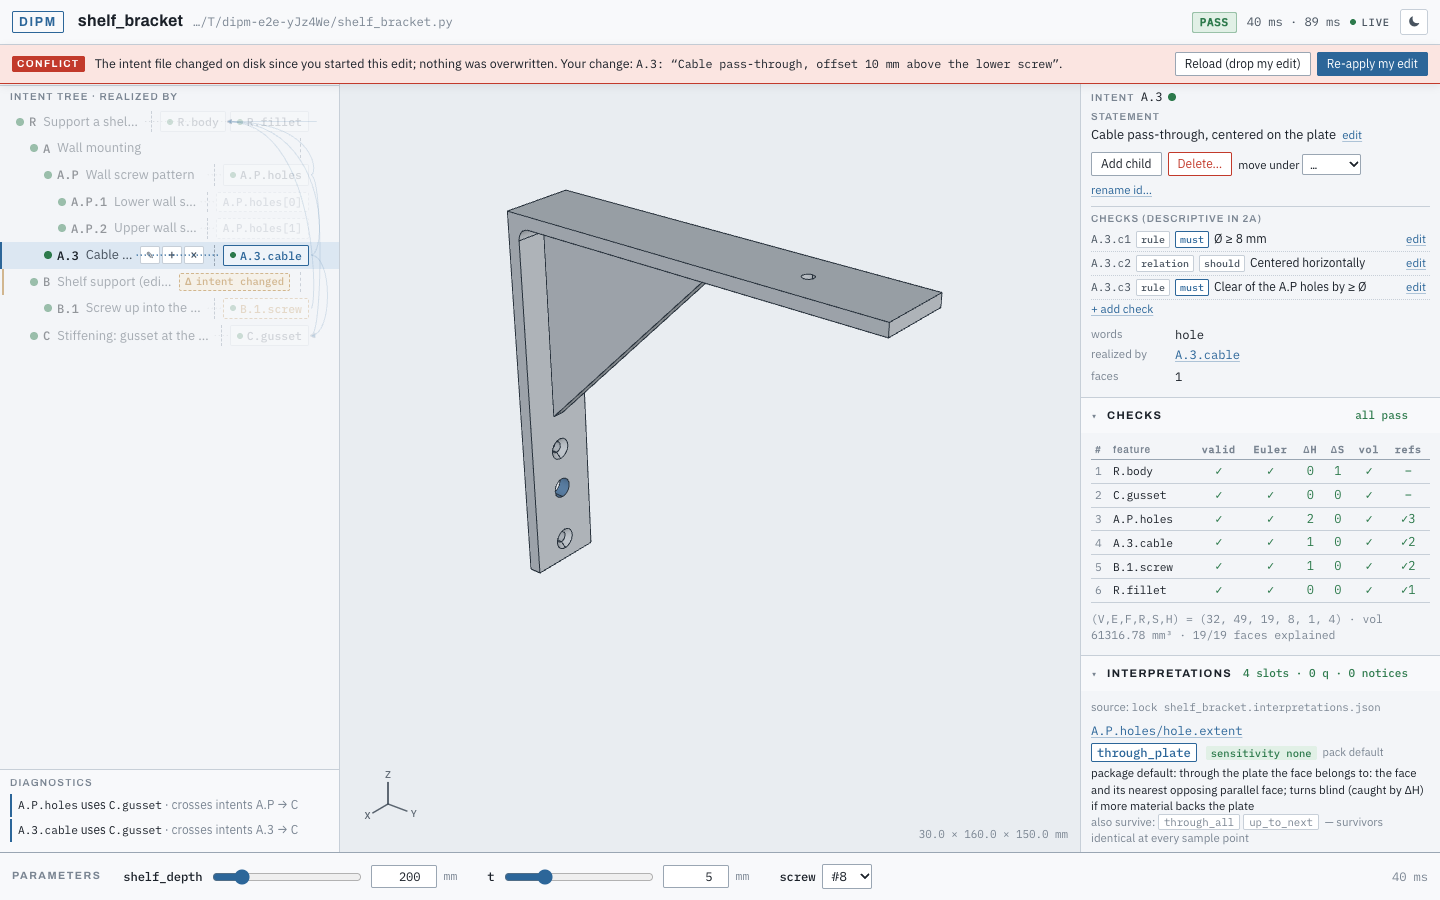 DIPM shelf_bracket …/T/dipm-e2e-yJz4We/shelf_bracket.py PASS 40 ms · 89 ms LIVE
CONFLICT The intent file changed on disk since you started this edit; nothing was overwritten. Your change: A.3: “Cable pass-through, offset 10 mm above the lower screw”. Reload (drop my edit) Re-apply my edit
INTENT TREE · REALIZED BY
R Support a shel… R.body R.fillet
A Wall mounting
A.P Wall screw pattern A.P.holes
A.P.1 Lower wall s… A.P.holes[0]
A.P.2 Upper wall s… A.P.holes[1]
A.3 Cable … ✎ + × A.3.cable
B Shelf support (edi… Δ intent changed
B.1 Screw up into the … B.1.screw
C Stiffening: gusset at the … C.gusset
DIAGNOSTICS
A.P.holes uses C.gusset · crosses intents A.P → C
A.3.cable uses C.gusset · crosses intents A.3 → C
Z
X Y
30.0 × 160.0 × 150.0 mm
INTENT A.3
STATEMENT
Cable pass-through, centered on the plate edit
Add child Delete… move under …
rename id…
CHECKS (DESCRIPTIVE IN 2A)
A.3.c1 rule must Ø ≥ 8 mm edit
A.3.c2 relation should Centered horizontally edit
A.3.c3 rule must Clear of the A.P holes by ≥ Ø edit
+ add check
words hole
realized by A.3.cable
faces 1
▾ CHECKS all pass
# feature valid Euler ΔH ΔS vol refs
1 R.body ✓ ✓ 0 1 ✓ –
2 C.gusset ✓ ✓ 0 0 ✓ –
3 A.P.holes ✓ ✓ 2 0 ✓ ✓3
4 A.3.cable ✓ ✓ 1 0 ✓ ✓2
5 B.1.screw ✓ ✓ 1 0 ✓ ✓2
6 R.fillet ✓ ✓ 0 0 ✓ ✓1
(V,E,F,R,S,H) = (32, 49, 19, 8, 1, 4) · vol
61316.78 mm³ · 19/19 faces explained
▾ INTERPRETATIONS 4 slots · 0 q · 0 notices
source: lock shelf_bracket.interpretations.json
A.P.holes/hole.extent
through_plate sensitivity none pack default
package default: through the plate the face belongs to: the face
and its nearest opposing parallel face; turns blind (caught by ΔH)
if more material backs the plate
also survive: through_all up_to_next — survivors
identical at every sample point
PARAMETERS shelf_depth 200 mm t 5 mm screw #8 40 ms